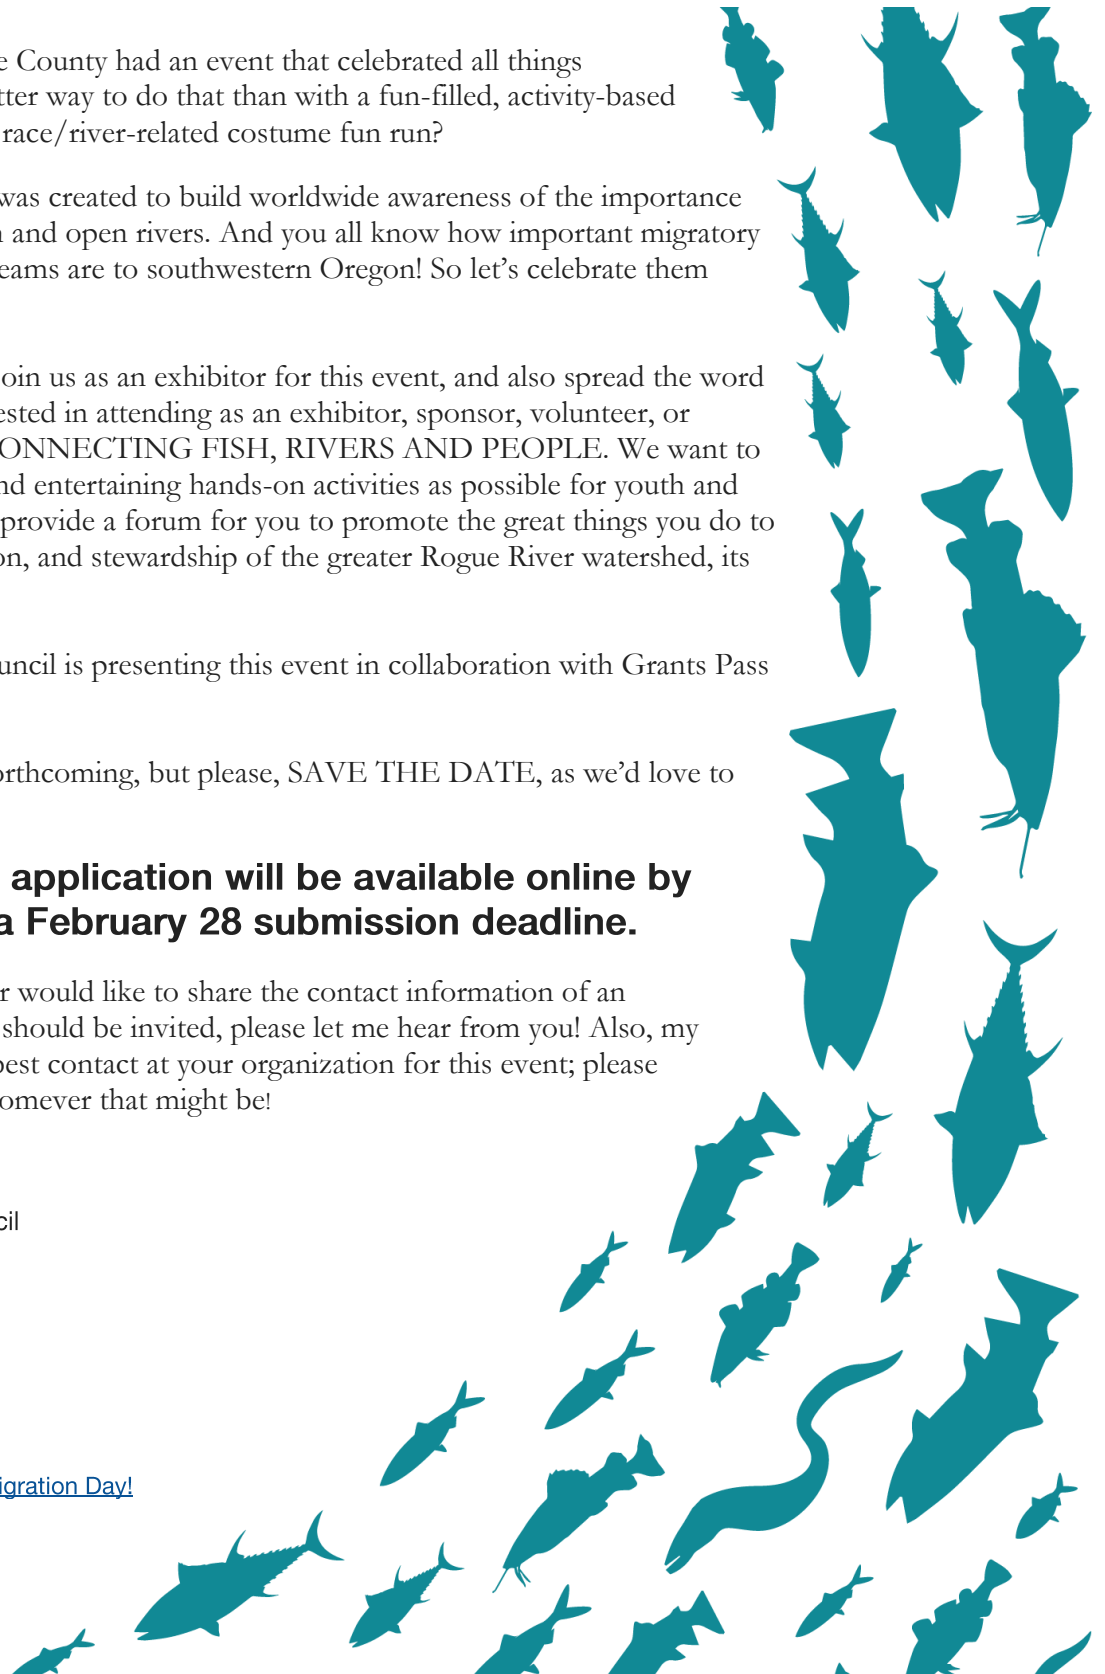 e County had an event that celebrated all things
tter way to do that than with a fun-filled, activity-based
race/river-related costume fun run?
was created to build worldwide awareness of the importance
n and open rivers. And you all know how important migratory
eams are to southwestern Oregon! So let’s celebrate them
oin us as an exhibitor for this event, and also spread the word
ested in attending as an exhibitor, sponsor, volunteer, or
ONNECTING FISH, RIVERS AND PEOPLE. We want to
nd entertaining hands-on activities as possible for youth and
provide a forum for you to promote the great things you do to
on, and stewardship of the greater Rogue River watershed, its
uncil is presenting this event in collaboration with Grants Pass
orthcoming, but please, SAVE THE DATE, as we’d love to
application will be available online by
a February 28 submission deadline.
r would like to share the contact information of an
should be invited, please let me hear from you! Also, my
best contact at your organization for this event; please
omever that might be!
cil
igration Day!